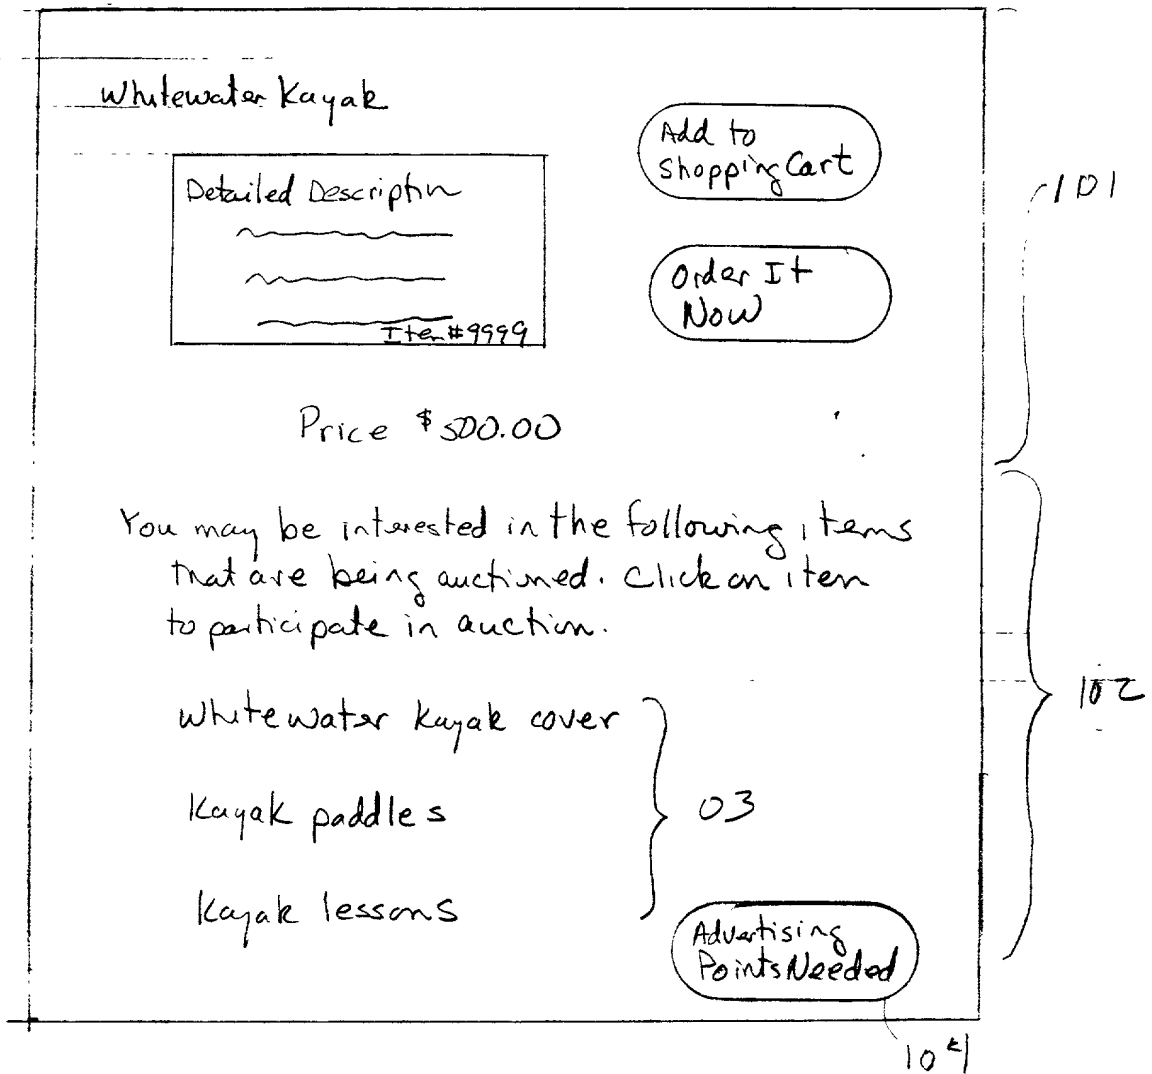 Whitewater Kayak
Add to
Shopping Cart
Detailed Description
Item #9999
Order It
Now
101
Price $500.00
You may be interested in the following items
that are being auctioned. Click on item
to participate in auction.
102
Whitewater Kayak cover
Kayak paddles
03
Kayak lessons
Advertising
Points Needed
104